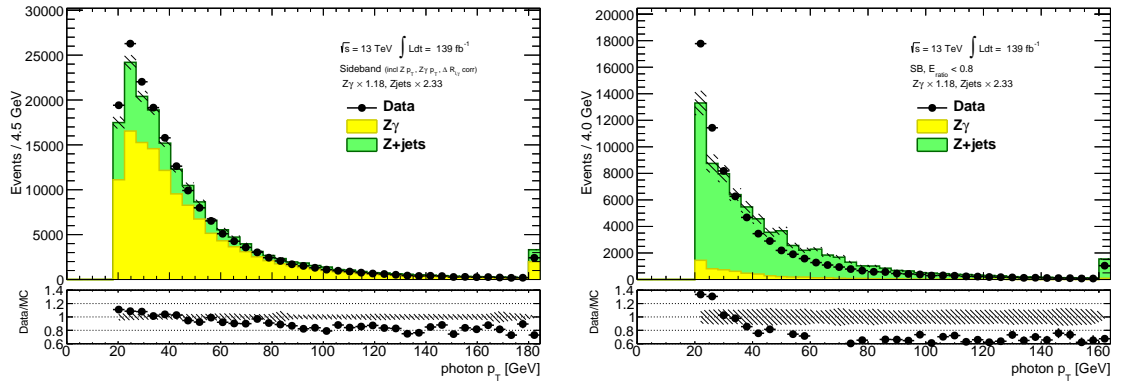 30000
25000
20000
15000
10000
5000
0
Events / 4.5 GeV
√s = 13 TeV ∫ Ldt = 139 fb⁻¹
Sideband (incl Z p_T, Zγ p_T, Δ R_lγ corr)
Zγ × 1.18, Zjets × 2.33
Data
Zγ
Z+jets
1.4
1.2
1
0.8
0.6
Data/MC
0 20 40 60 80 100 120 140 160 180
photon p_T [GeV]
20000
18000
16000
14000
12000
10000
8000
6000
4000
2000
0
Events / 4.0 GeV
√s = 13 TeV ∫ Ldt = 139 fb⁻¹
SB, E_ratio < 0.8
Zγ × 1.18, Zjets × 2.33
Data
Zγ
Z+jets
1.4
1.2
1
0.8
0.6
Data/MC
0 20 40 60 80 100 120 140 160
photon p_T [GeV]